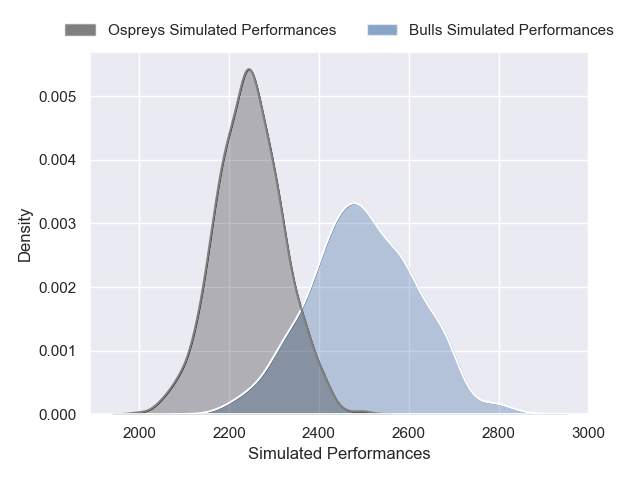 Ospreys Simulated Performances Bulls Simulated Performances
0.005
0.004
0.003
0.002
0.001
0.000
Density
2000 2200 2400 2600 2800 3000
Simulated Performances